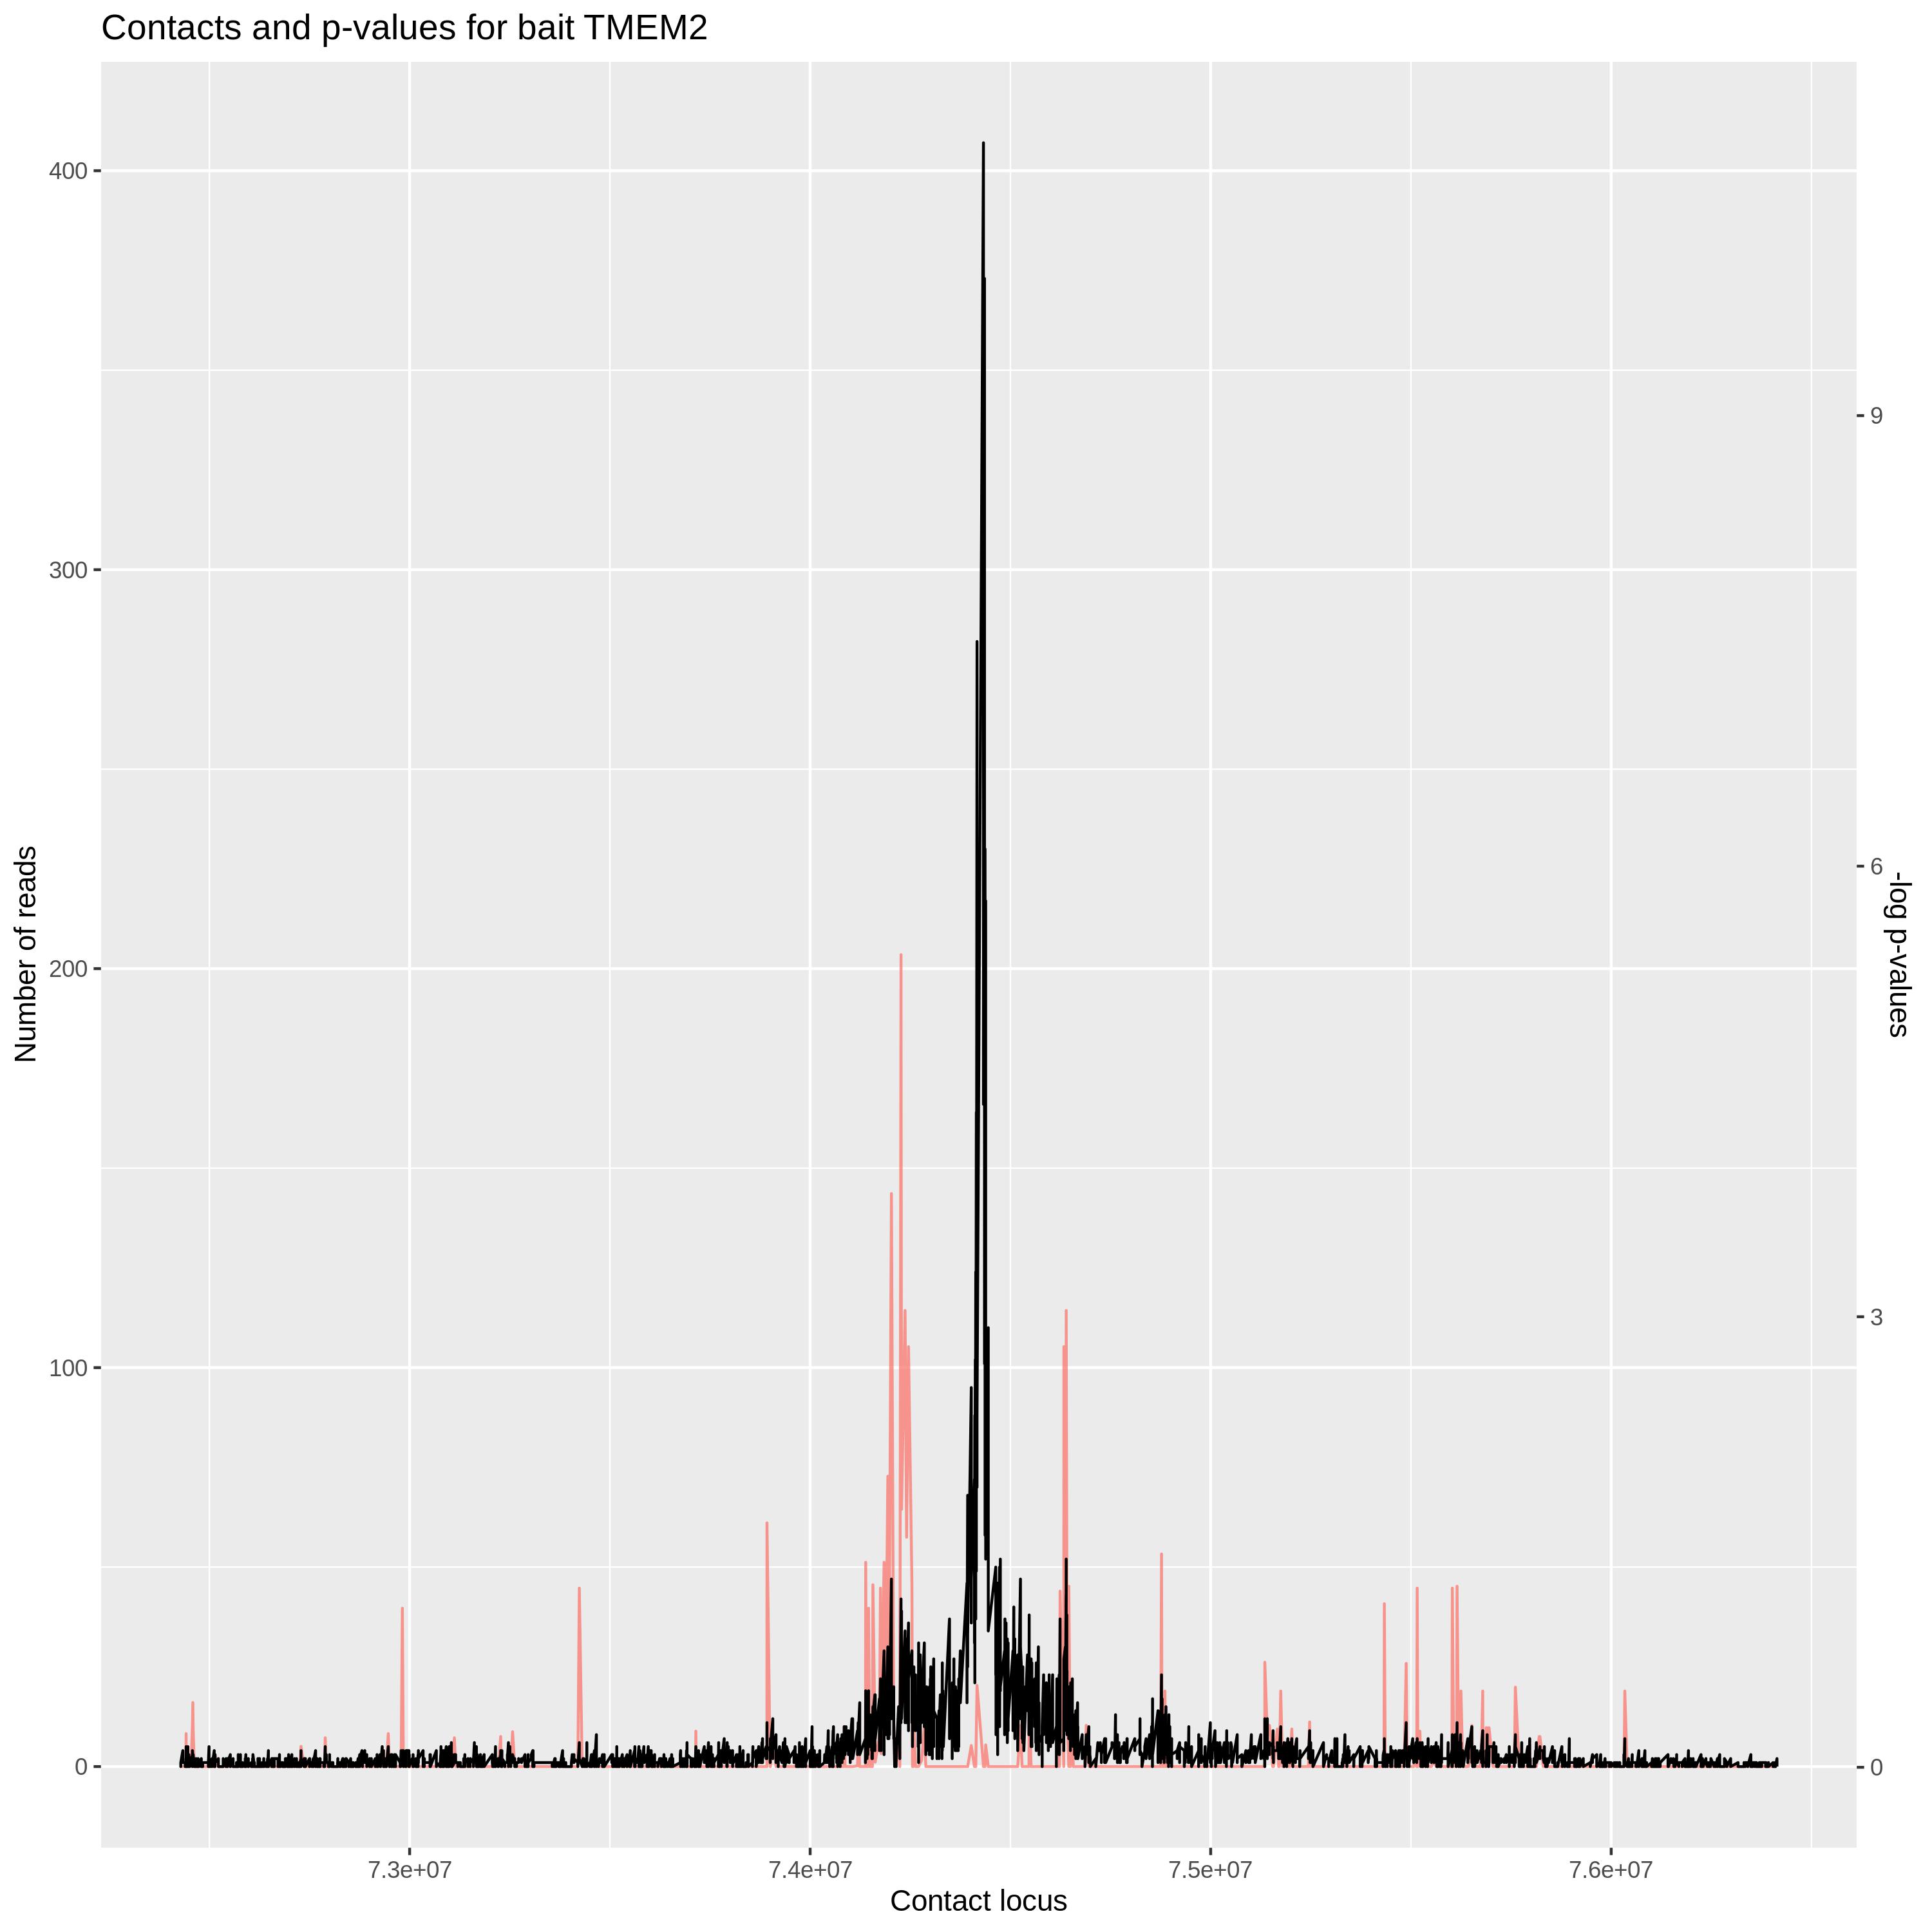 Contacts and p-values for bait TMEM2
400
300
200
100
0
Number of reads
9
6
3
0
-log p-values
7.3e+07
7.4e+07
7.5e+07
7.6e+07
Contact locus